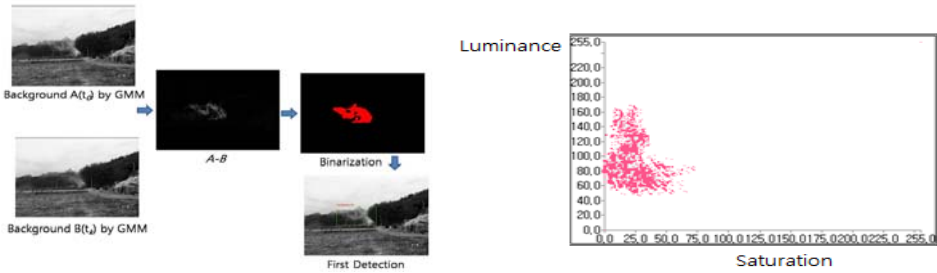 Background A(t_d) by GMM
Background B(t_d) by GMM
A-B
Binarization
First Detection
Luminance
255,0
220,0
200,0
180,0
160,0
140,0
120,0
100,0
80,0
60,0
40,0
20,0
0,0
0,0 25,0 50,0 75,0 100,0 125,0 150,0 175,0 200,0 225,0 255,0
Saturation